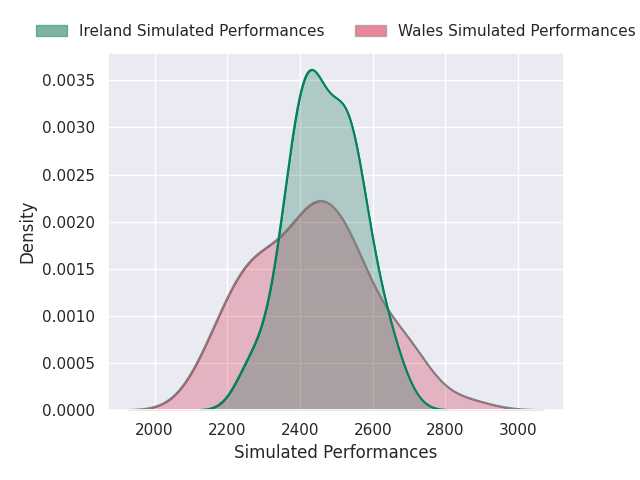 Ireland Simulated Performances Wales Simulated Performances
0.0035
0.0030
0.0025
0.0020
0.0015
0.0010
0.0005
0.0000
Density
2000 2200 2400 2600 2800 3000
Simulated Performances